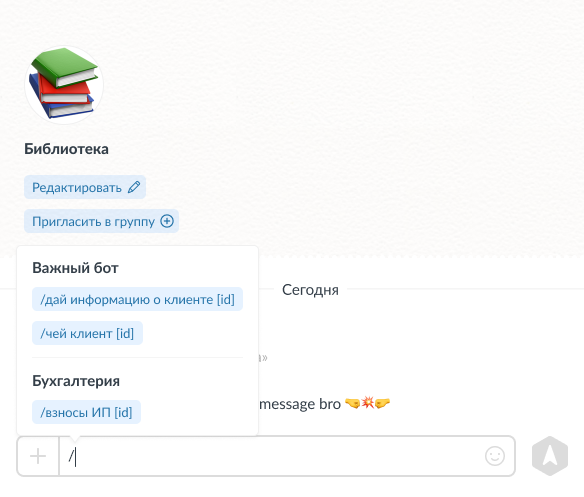 Библиотека
Редактировать
Пригласить в группу
Важный бот
/дай информацию о клиенте [id]
/чей клиент [id]
Бухгалтерия
/взносы ИП [id]
Сегодня
message bro 🤜💥🤛
/